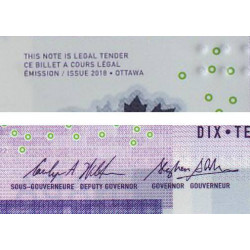 THIS NOTE IS LEGAL TENDER
CE BILLET A COURS LÉGAL
ÉMISSION / ISSUE 2018 • OTTAWA
DIX • TE
SOUS-GOUVERNEURE DEPUTY GOVERNOR GOVERNOR GOUVERNEUR